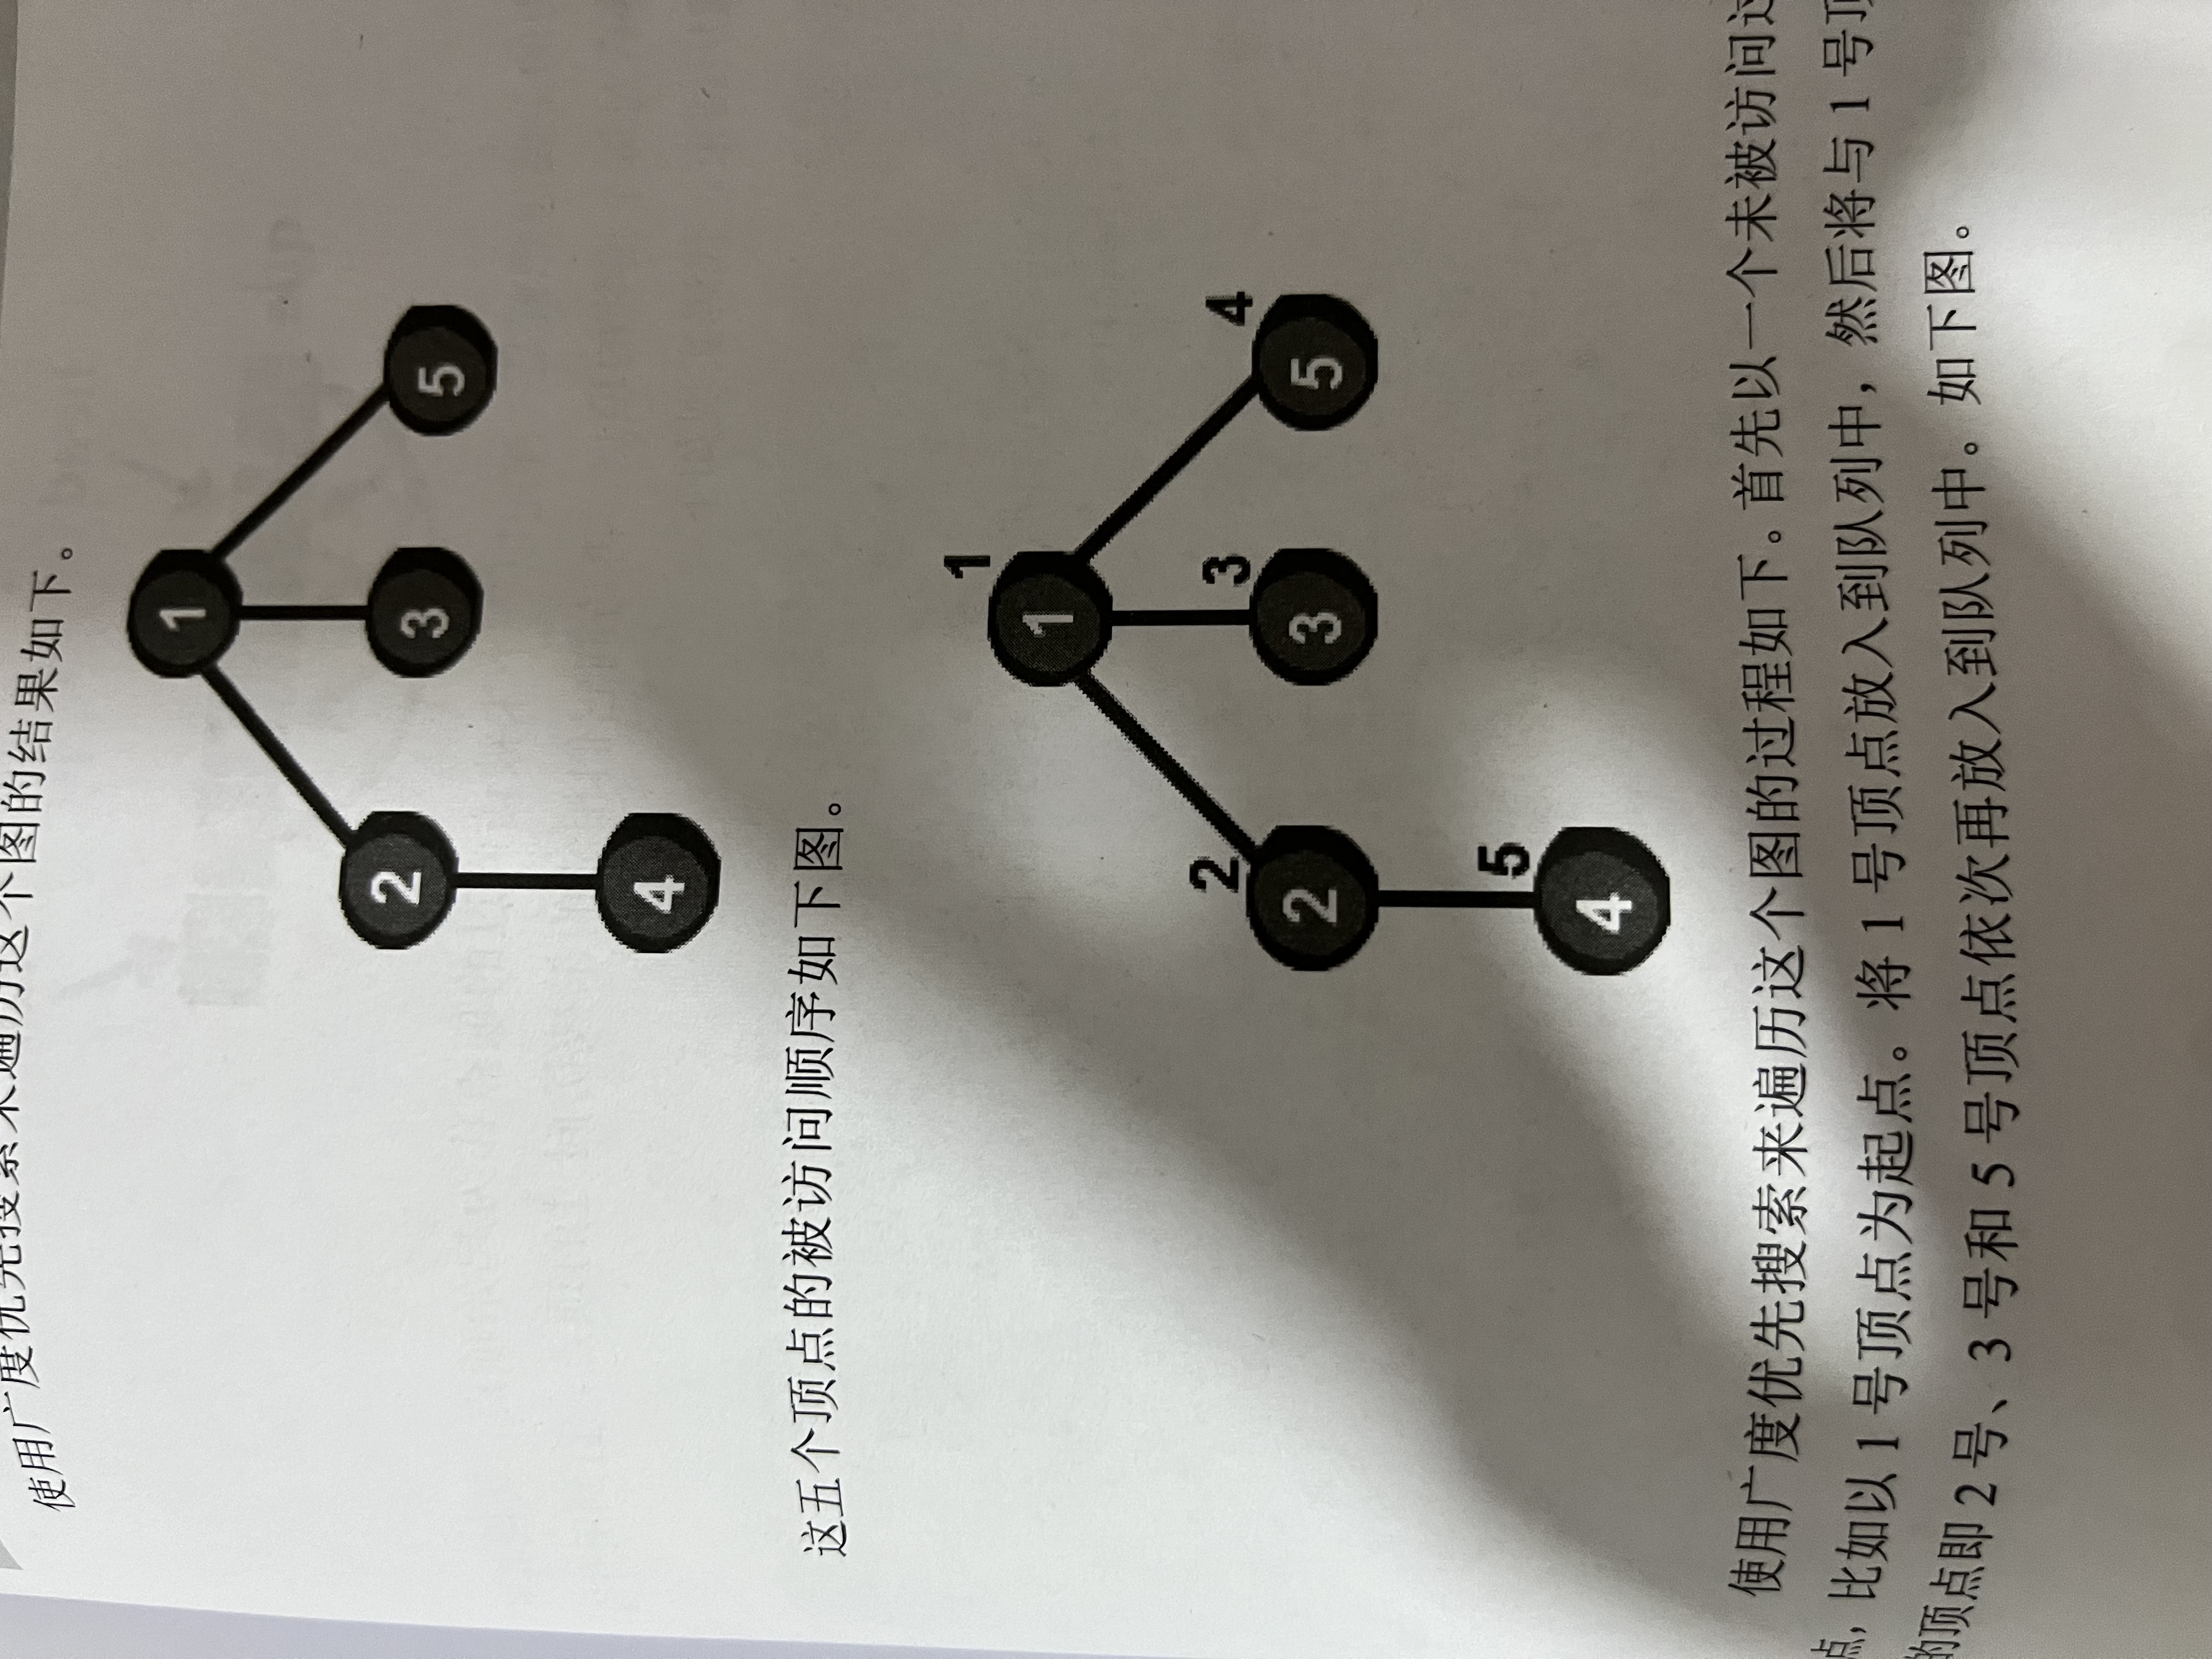 使用广度优先搜索来遍历这个图的结果如下。
1
2 3 5
4
这五个顶点的被访问顺序如下图。
1
1
2 3 4
2 3 5
5
4
使用广度优先搜索来遍历这个图的过程如下。首先以一个未被访问过
点，比如以 1 号顶点为起点。将 1 号顶点放入到队列中，然后将与 1 号顶
的顶点即 2 号、3 号和 5 号顶点依次再放入到队列中。如下图。